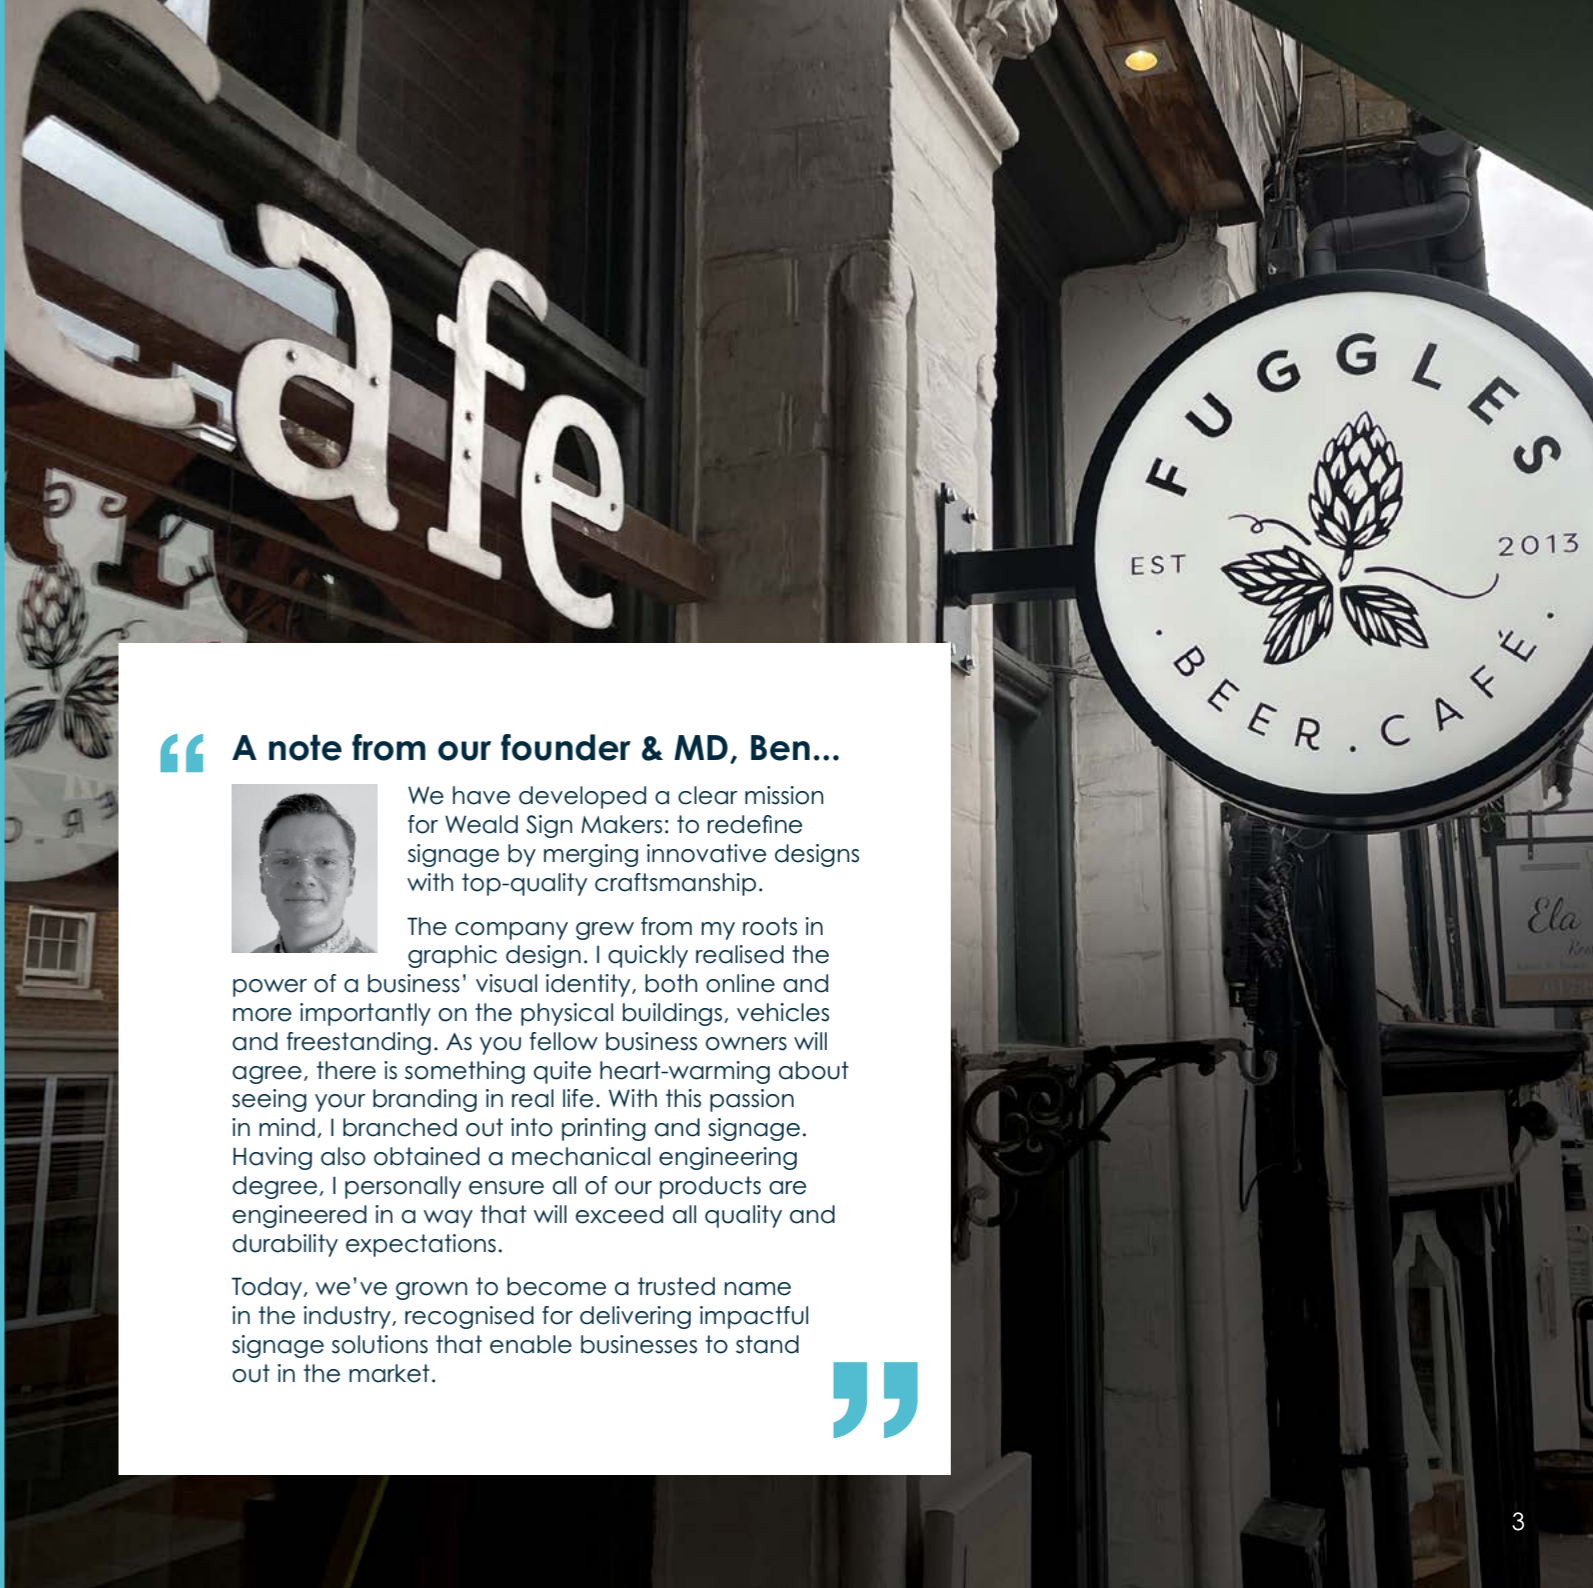 Cafe
FUGGLES
EST
2013
· BEER . CAFÉ ·
Ela
“ A note from our founder & MD, Ben...
We have developed a clear mission
for Weald Sign Makers: to redefine
signage by merging innovative designs
with top-quality craftsmanship.
The company grew from my roots in
graphic design. I quickly realised the
power of a business’ visual identity, both online and
more importantly on the physical buildings, vehicles
and freestanding. As you fellow business owners will
agree, there is something quite heart-warming about
seeing your branding in real life. With this passion
in mind, I branched out into printing and signage.
Having also obtained a mechanical engineering
degree, I personally ensure all of our products are
engineered in a way that will exceed all quality and
durability expectations.
Today, we’ve grown to become a trusted name
in the industry, recognised for delivering impactful
signage solutions that enable businesses to stand
out in the market.
”
3